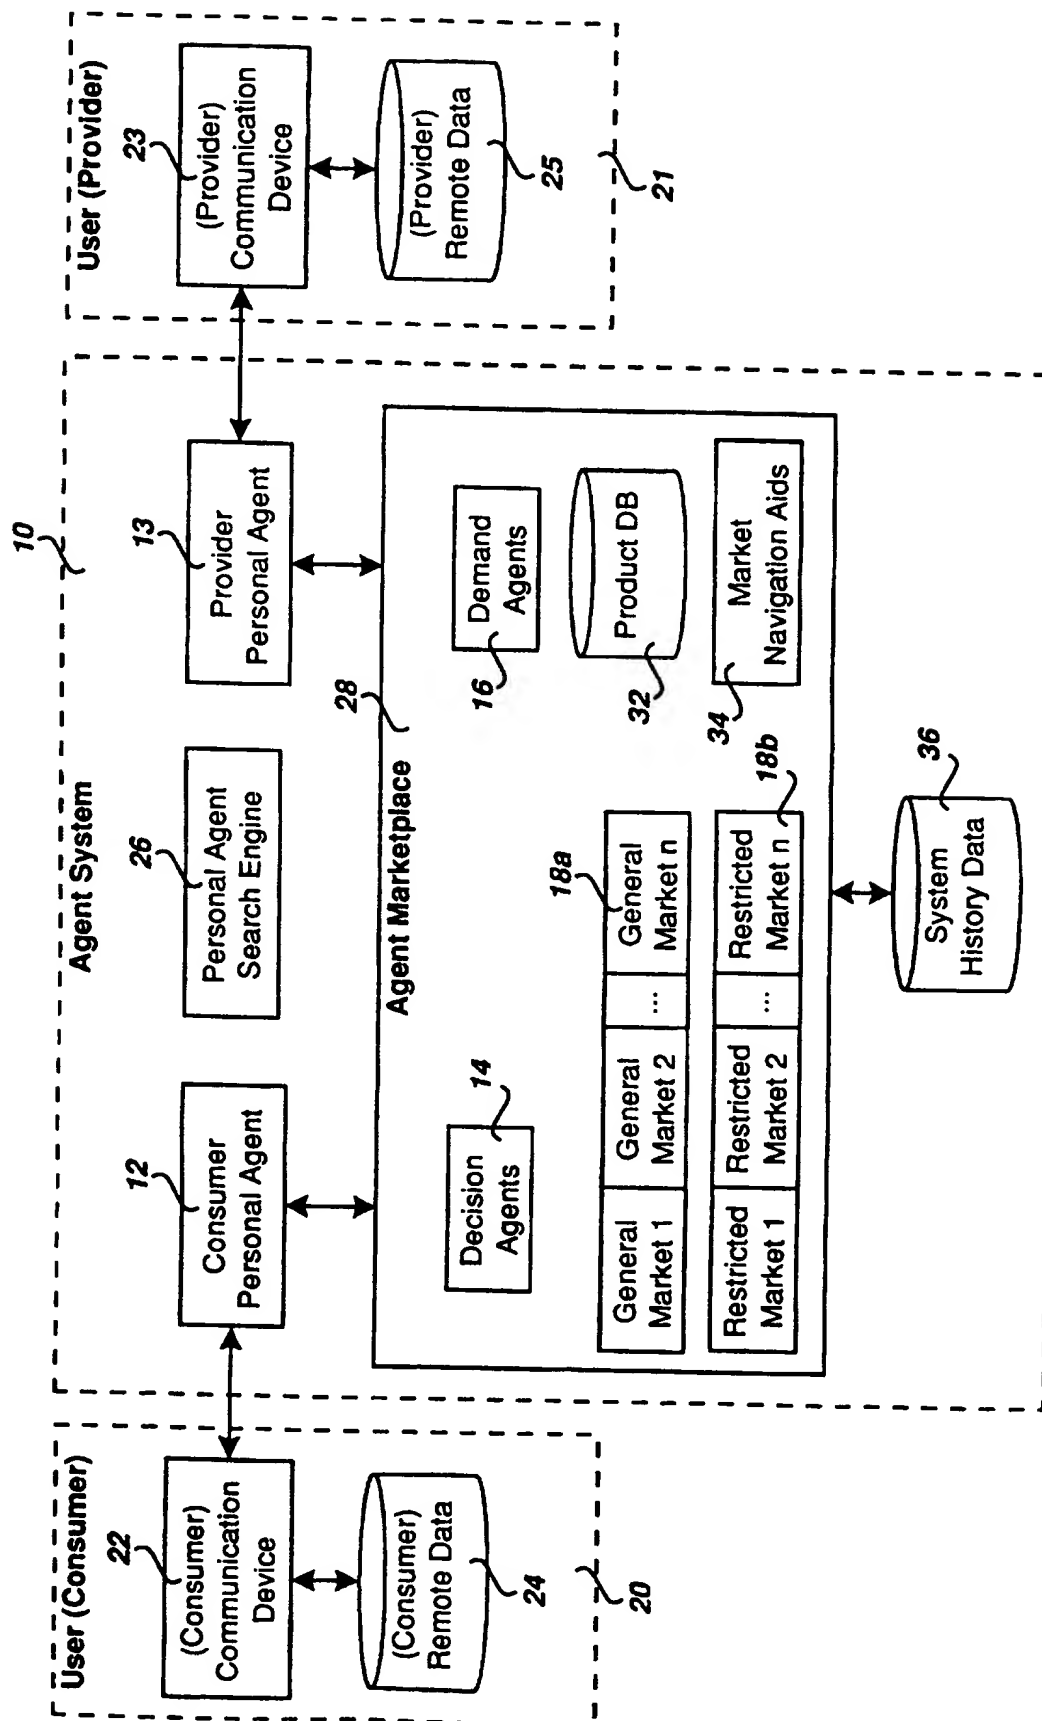 User (Consumer)
22
(Consumer)
Communication
Device
(Consumer)
Remote Data
24
20
10
Agent System
12
Consumer
Personal Agent
26
Personal Agent
Search Engine
13
Provider
Personal Agent
28
Agent Marketplace
Decision
Agents
14
Demand
Agents
16
General
Market 1
General
Market 2
...
General
Market n
18a
Restricted
Market 1
Restricted
Market 2
...
Restricted
Market n
18b
Product DB
32
Market
Navigation Aids
34
System
History Data
36
User (Provider)
23
(Provider)
Communication
Device
(Provider)
Remote Data
25
21